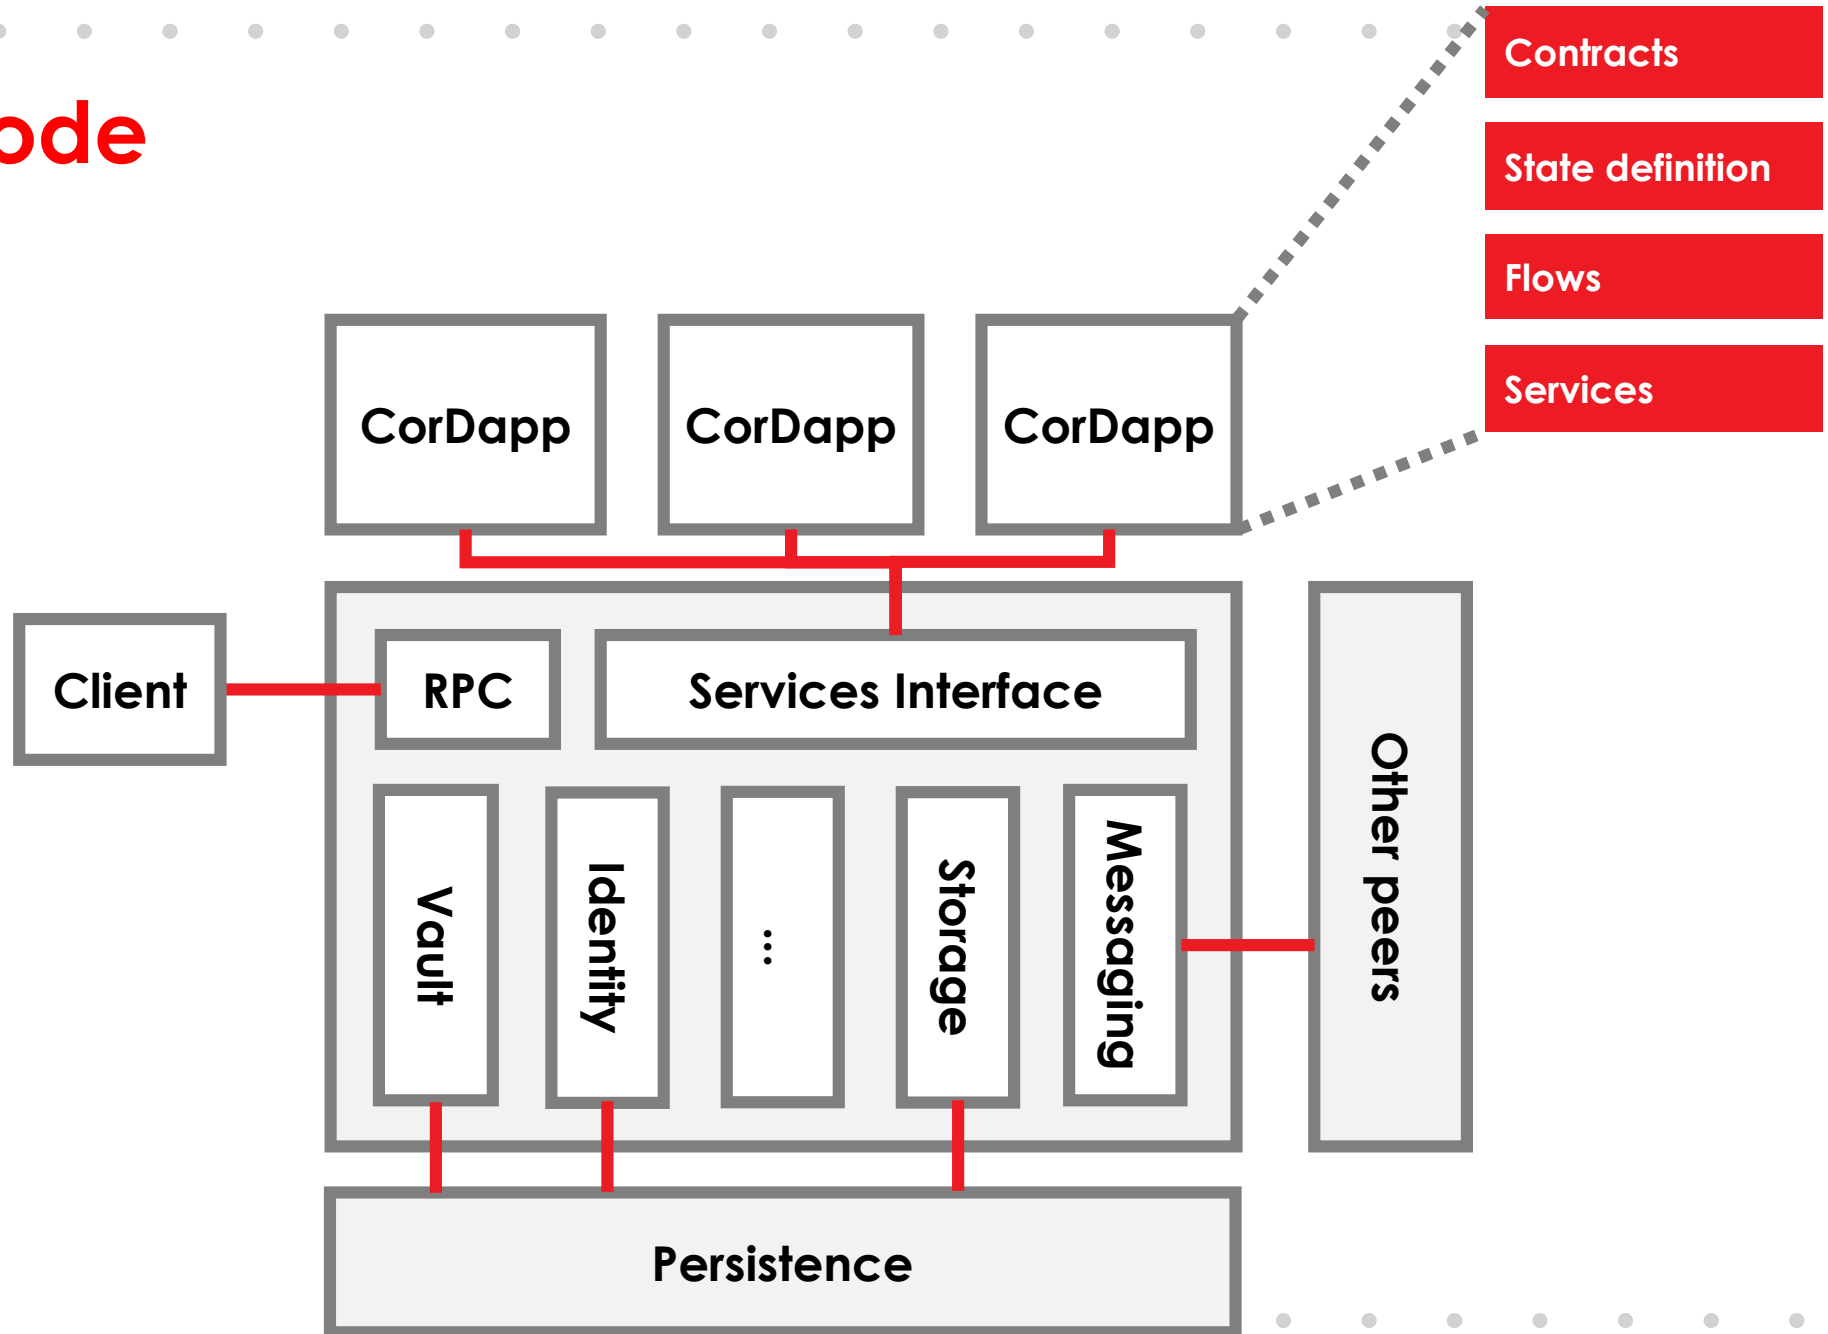 ode
Contracts
State definition
Flows
Services
CorDapp
CorDapp
CorDapp
Client
RPC
Services Interface
Vault
Identity
...
Storage
Messaging
Other peers
Persistence